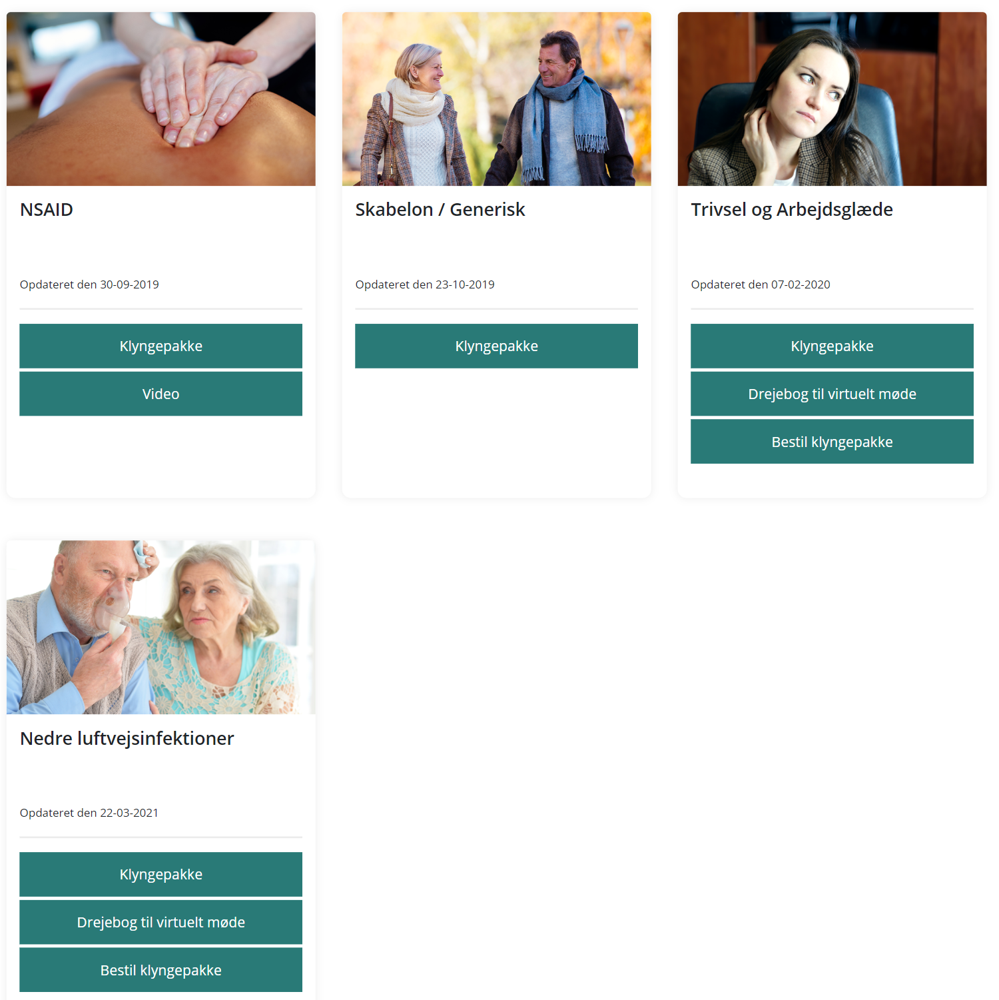 NSAID
Opdateret den 30-09-2019
Klyngepakke
Video
Skabelon / Generisk
Opdateret den 23-10-2019
Klyngepakke
Trivsel og Arbejdsglæde
Opdateret den 07-02-2020
Klyngepakke
Drejebog til virtuelt møde
Bestil klyngepakke
Nedre luftvejsinfektioner
Opdateret den 22-03-2021
Klyngepakke
Drejebog til virtuelt møde
Bestil klyngepakke